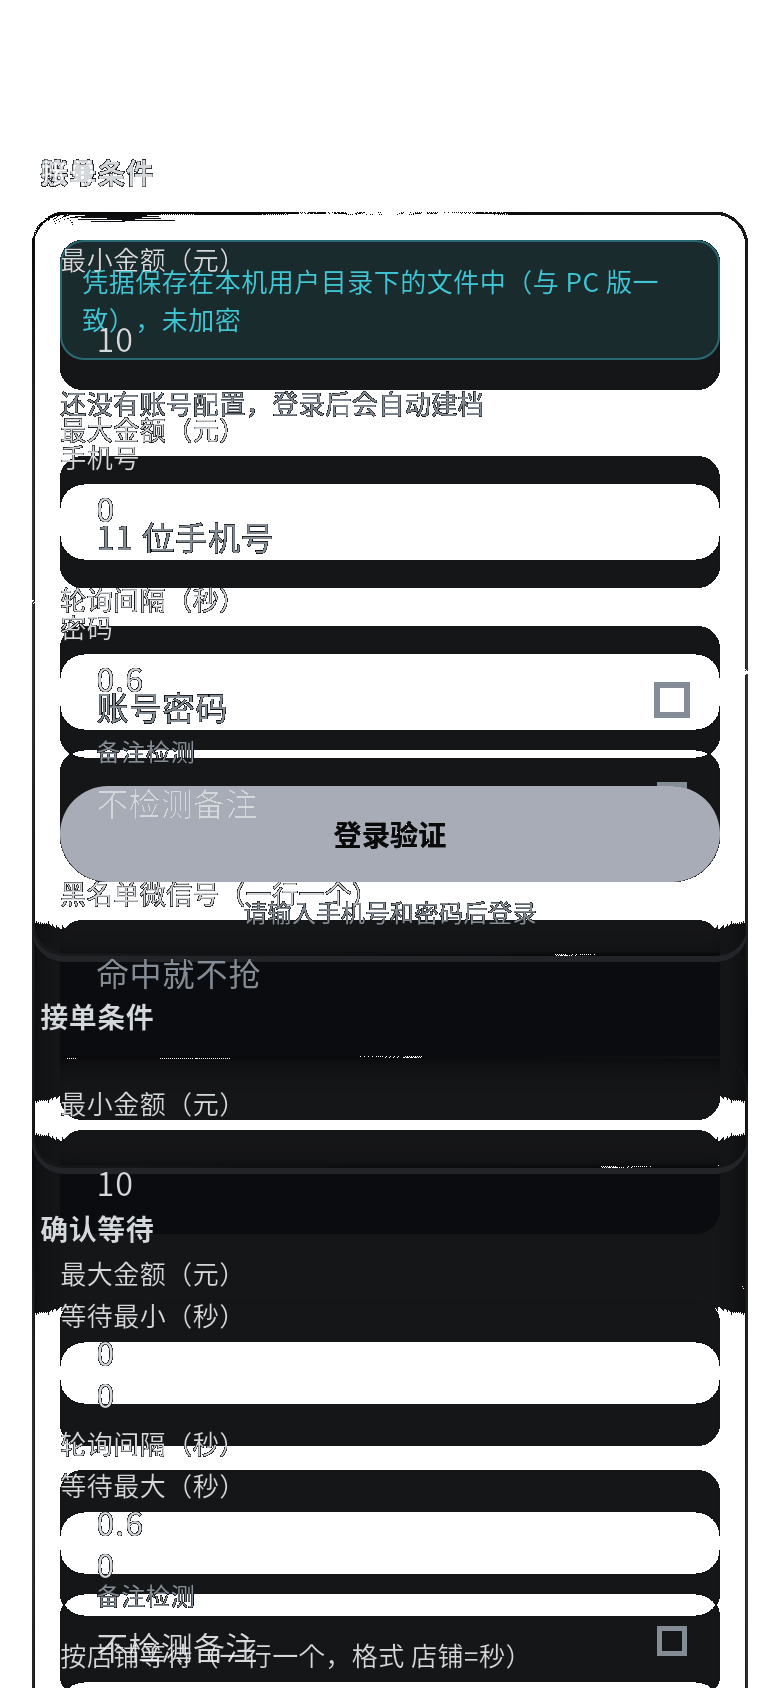 接单条件
最小金额（元）
凭据保存在本机用户目录下的文件中（与 PC 版一
致），未加密
10
还没有账号配置，登录后会自动建档
最大金额（元）
手机号
0
11 位手机号
轮询间隔（秒）
密码
0.6
账号密码
备注检测
不检测备注
登录验证
黑名单微信号（一行一个）
请输入手机号和密码后登录
命中就不抢
接单条件
最小金额（元）
10
确认等待
最大金额（元）
等待最小（秒）
0
0
轮询间隔（秒）
等待最大（秒）
0.6
0
备注检测
不检测备注
按店铺等待（一行一个，格式 店铺=秒）